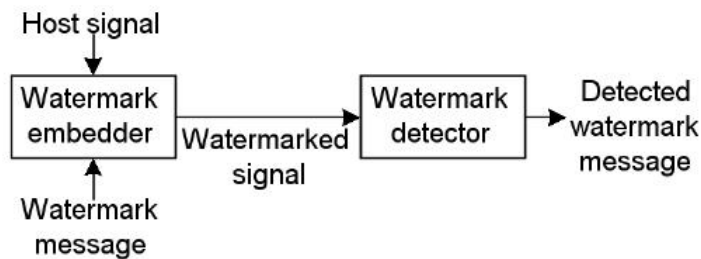 Host signal
Watermark
embedder
Watermark
message
Watermarked
signal
Watermark
detector
Detected
watermark
message